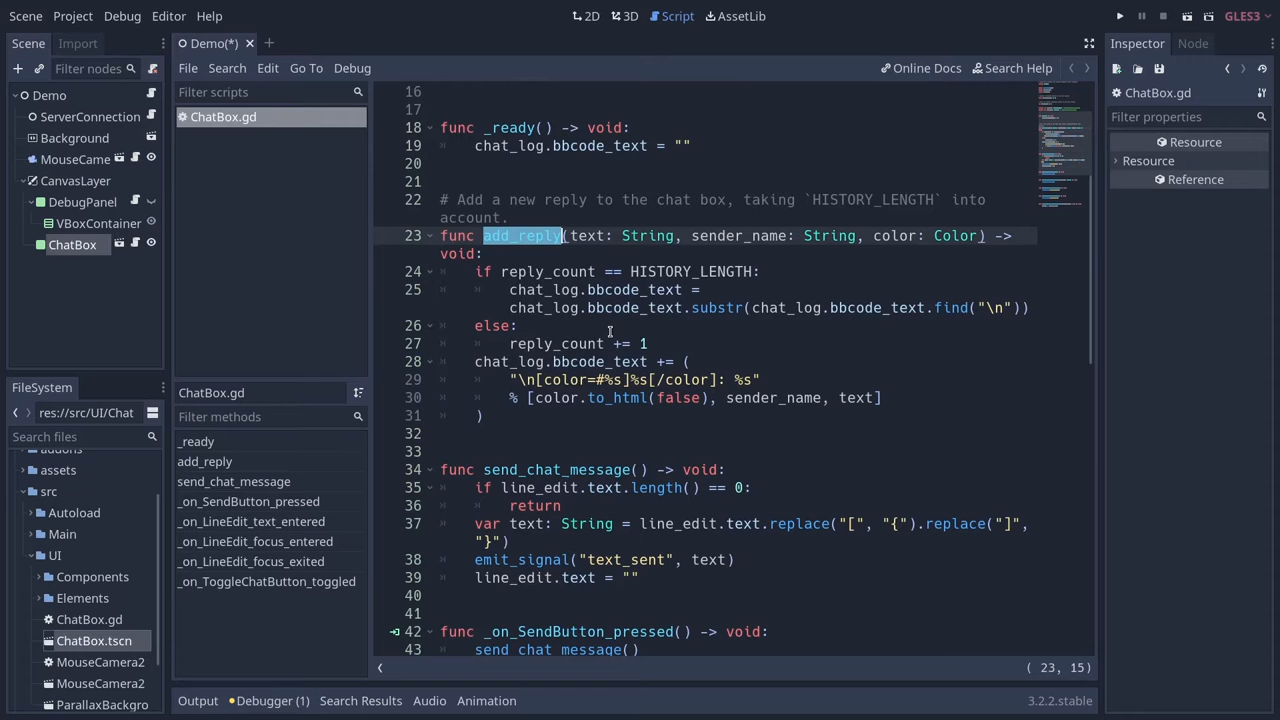 Scene Project Debug Editor Help
2D 3D Script AssetLib
GLES3
Scene Import
Filter nodes
Demo
ServerConnection
Background
MouseCame
CanvasLayer
DebugPanel
VBoxContainer
ChatBox
FileSystem
res://src/UI/Chat
Search files
addons
assets
src
Autoload
Main
UI
Components
Elements
ChatBox.gd
ChatBox.tscn
MouseCamera2
MouseCamera2
ParallaxBackgro
Demo(*)
File Search Edit Go To Debug
Online Docs Search Help
Filter scripts
ChatBox.gd
ChatBox.gd
Filter methods
_ready
add_reply
send_chat_message
_on_SendButton_pressed
_on_LineEdit_text_entered
_on_LineEdit_focus_entered
_on_LineEdit_focus_exited
_on_ToggleChatButton_toggled
16
17
18 func _ready() -> void:
19 chat_log.bbcode_text = ""
20
21
22 # Add a new reply to the chat box, taking `HISTORY_LENGTH` into
account.
23 func add_reply(text: String, sender_name: String, color: Color) ->
void:
24 if reply_count == HISTORY_LENGTH:
25 chat_log.bbcode_text =
chat_log.bbcode_text.substr(chat_log.bbcode_text.find("\n"))
26 else:
27 reply_count += 1
28 chat_log.bbcode_text += (
29 "\n[color=#%s]%s[/color]: %s"
30 % [color.to_html(false), sender_name, text]
31 )
32
33
34 func send_chat_message() -> void:
35 if line_edit.text.length() == 0:
36 return
37 var text: String = line_edit.text.replace("[", "{").replace("]",
"}")
38 emit_signal("text_sent", text)
39 line_edit.text = ""
40
41
42 func _on_SendButton_pressed() -> void:
43 send_chat_message()
( 23, 15)
Output Debugger (1) Search Results Audio Animation
3.2.2.stable
Inspector Node
ChatBox.gd
Filter properties
Resource
Resource
Reference